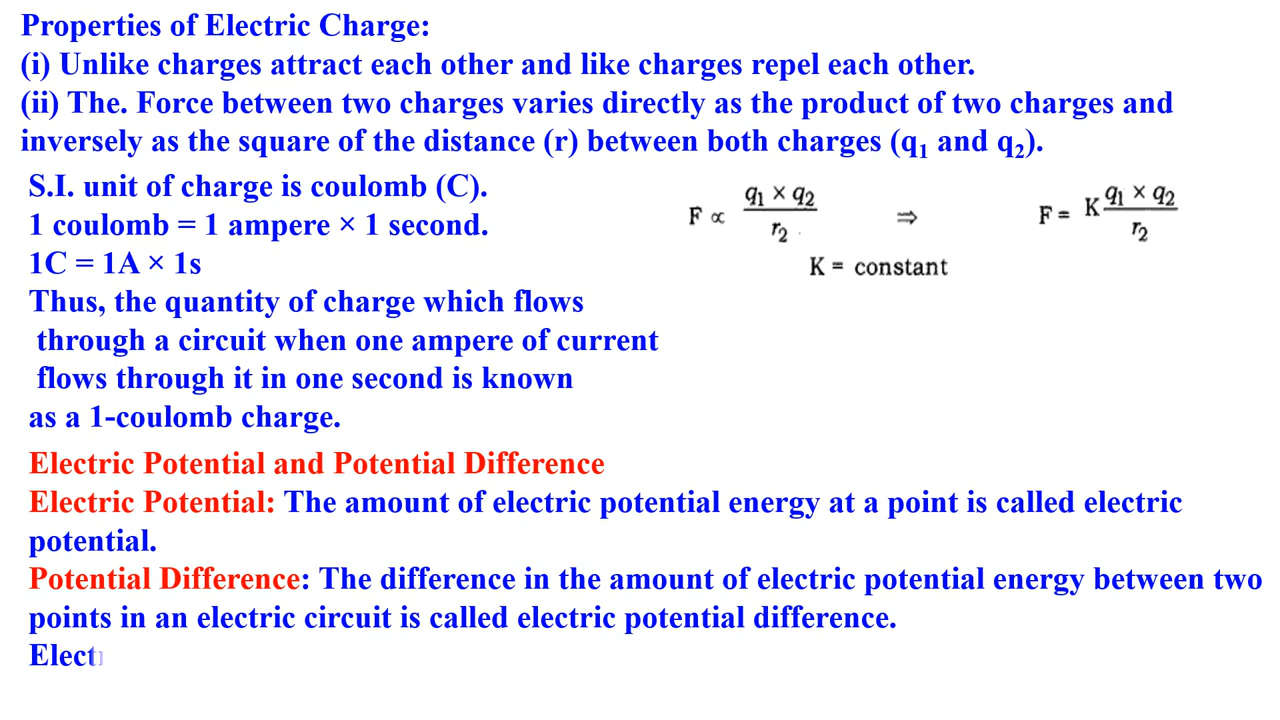 Properties of Electric Charge:
(i) Unlike charges attract each other and like charges repel each other.
(ii) The. Force between two charges varies directly as the product of two charges and
inversely as the square of the distance (r) between both charges (q₁ and q₂).
S.I. unit of charge is coulomb (C).
1 coulomb = 1 ampere × 1 second.
1C = 1A × 1s
Thus, the quantity of charge which flows
through a circuit when one ampere of current
flows through it in one second is known
as a 1-coulomb charge.
F ∝ q₁ × q₂ / r₂ ⇒ F = K q₁ × q₂ / r₂
K = constant
Electric Potential and Potential Difference
Electric Potential: The amount of electric potential energy at a point is called electric
potential.
Potential Difference: The difference in the amount of electric potential energy between two
points in an electric circuit is called electric potential difference.
Elect